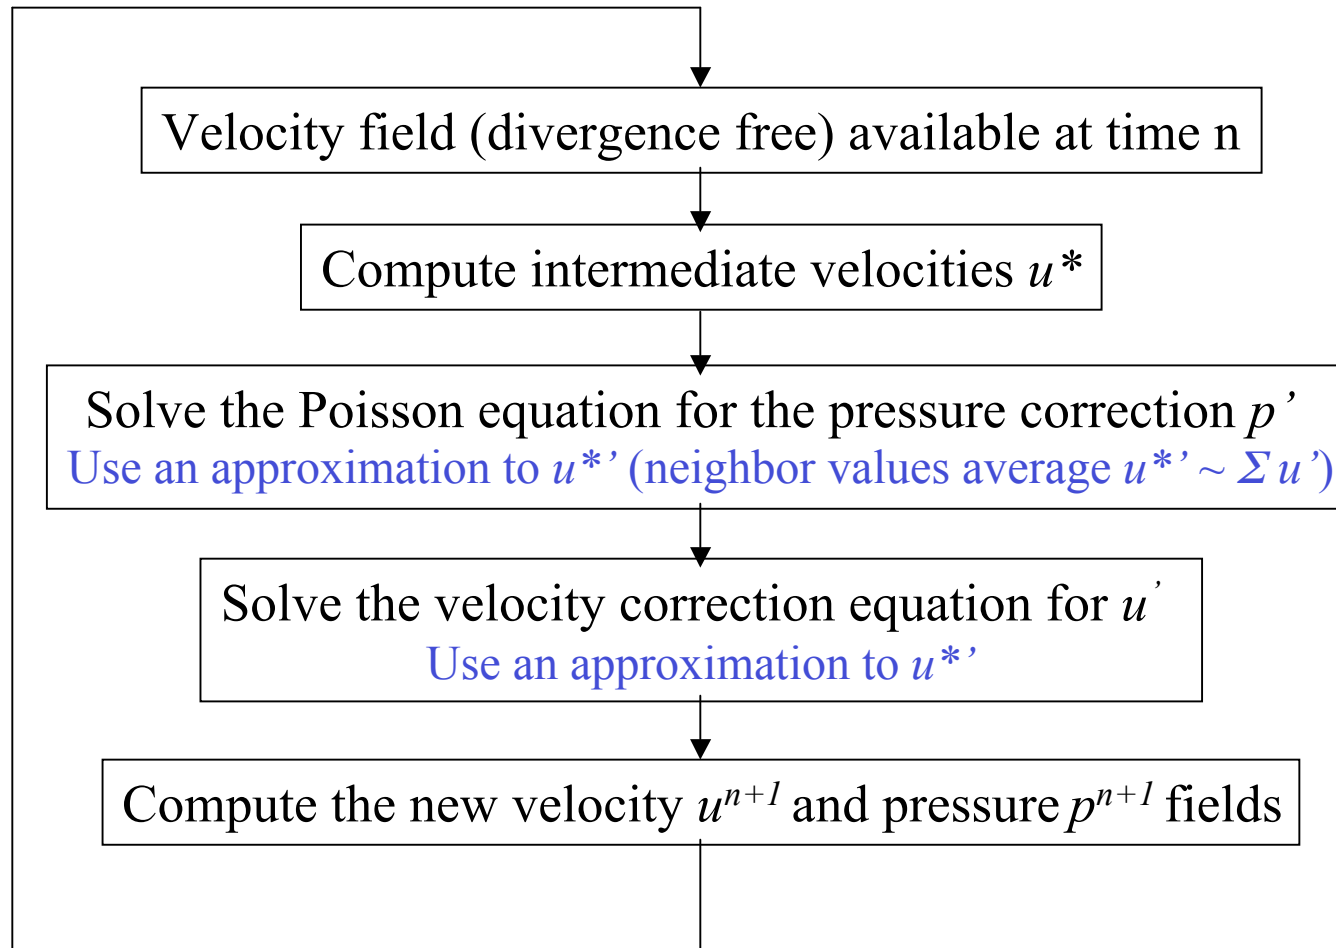 Velocity field (divergence free) available at time n
Compute intermediate velocities u*
Solve the Poisson equation for the pressure correction p’
Use an approximation to u*’ (neighbor values average u*’ ~ Σ u’)
Solve the velocity correction equation for u’
Use an approximation to u*’
Compute the new velocity uⁿ⁺¹ and pressure pⁿ⁺¹ fields